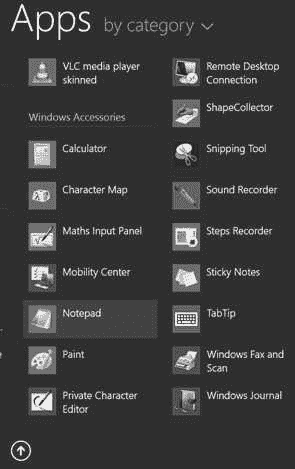 Apps by category
VLC media player
skinned
Windows Accessories
Calculator
Character Map
Maths Input Panel
Mobility Center
Notepad
Paint
Private Character
Editor
Remote Desktop
Connection
ShapeCollector
Snipping Tool
Sound Recorder
Steps Recorder
Sticky Notes
TabTip
Windows Fax and
Scan
Windows Journal